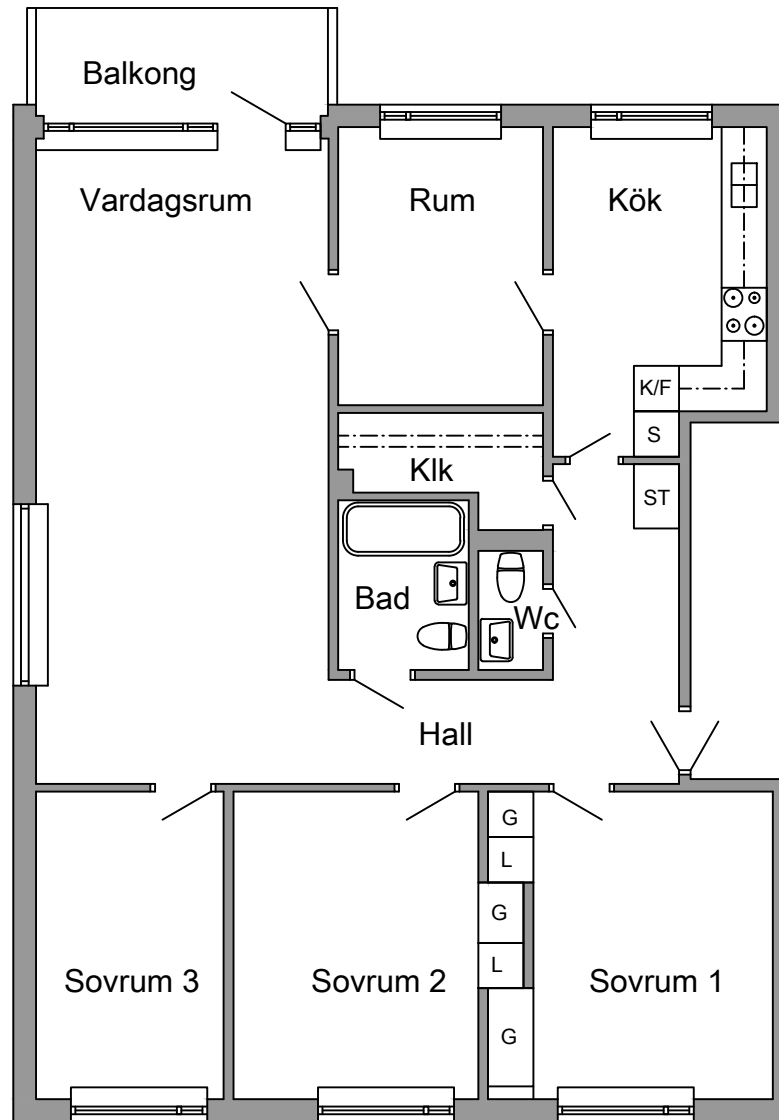 Balkong
Vardagsrum
Rum
Kök
K/F
S
Klk
ST
Bad
Wc
Hall
G
L
G
L
Sovrum 3
Sovrum 2
Sovrum 1
G